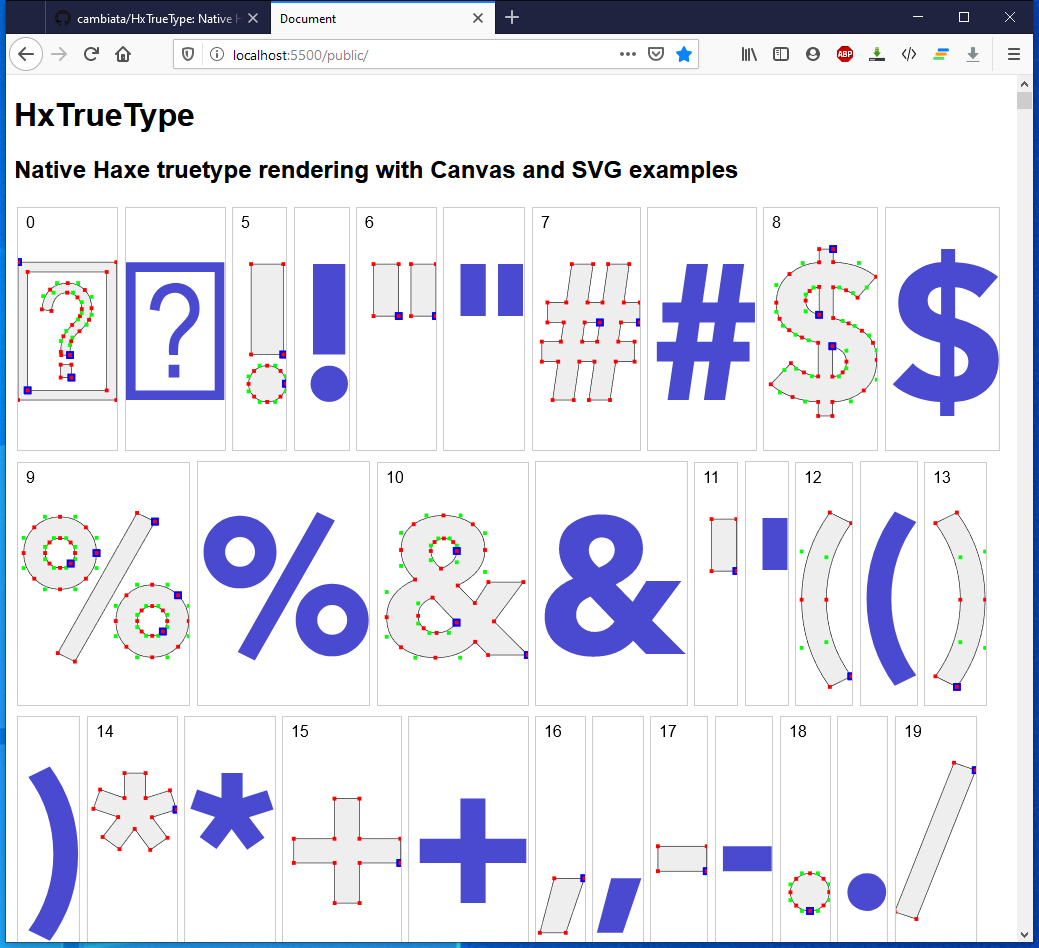 cambiata/HxTrueType: Native H
Document
localhost:5500/public/
ABP
HxTrueType
Native Haxe truetype rendering with Canvas and SVG examples
0 5 6 7 8
? ? ! ! " " # # $ $
9 10 11 12 13
% % & & ' ' ( ( )
14 15 16 17 18 19
) * * + + , , - - . . /